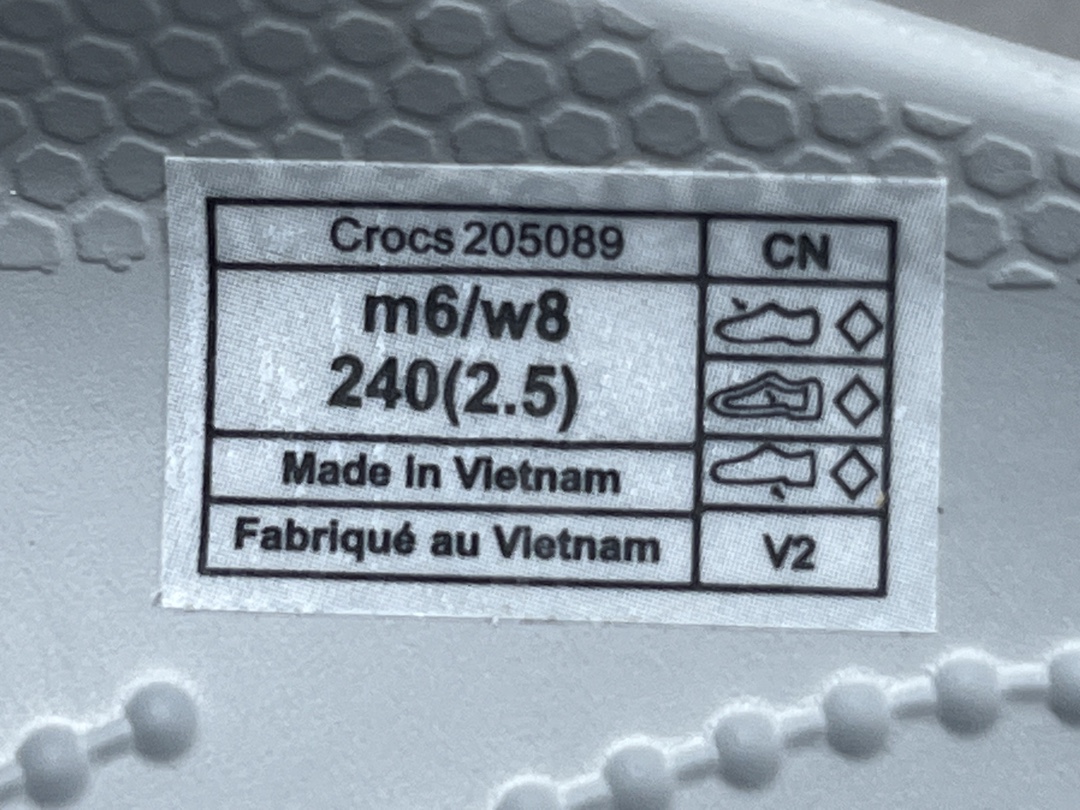 Crocs 205089
CN
m6/w8
240(2.5)
Made In Vietnam
Fabriqué au Vietnam
V2